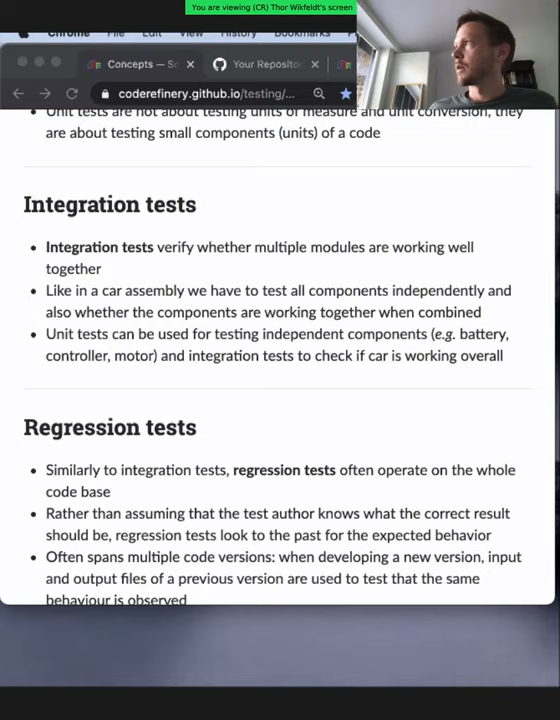 You are viewing (CR) Thor Wikfeldt's screen
Chrome File Edit View History Bookmarks
Concepts — Sc
Your Repositor
coderefinery.github.io/testing/...
Unit tests are not about testing units of measure and unit conversion, they
are about testing small components (units) of a code
Integration tests
• Integration tests verify whether multiple modules are working well
together
• Like in a car assembly we have to test all components independently and
also whether the components are working together when combined
• Unit tests can be used for testing independent components (e.g. battery,
controller, motor) and integration tests to check if car is working overall
Regression tests
• Similarly to integration tests, regression tests often operate on the whole
code base
• Rather than assuming that the test author knows what the correct result
should be, regression tests look to the past for the expected behavior
• Often spans multiple code versions: when developing a new version, input
and output files of a previous version are used to test that the same
behaviour is observed